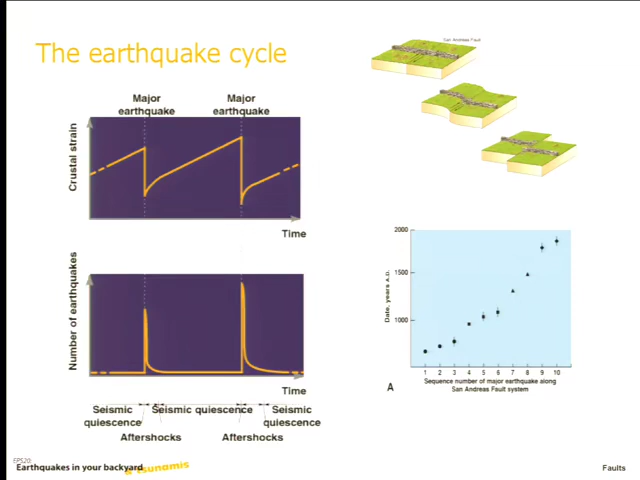 The earthquake cycle
San Andreas Fault
Major
earthquake
Major
earthquake
Crustal strain
Time
Number of earthquakes
Time
Seismic
quiescence
Seismic quiescence
Seismic
quiescence
Aftershocks
Aftershocks
Date, years A.D.
2000
1500
1000
1 2 3 4 5 6 7 8 9 10
Sequence number of major earthquake along
San Andreas Fault system
A
EPS20:
Earthquakes in your backyard
& Tsunamis
Faults